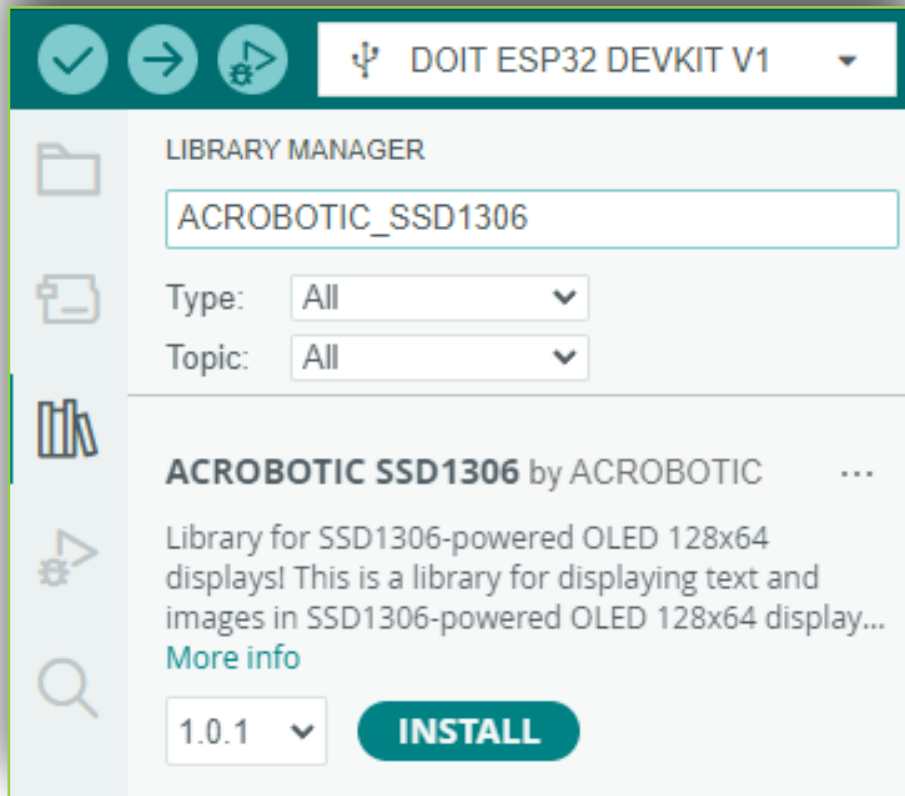 DOIT ESP32 DEVKIT V1
LIBRARY MANAGER
ACROBOTIC_SSD1306
Type: All
Topic: All
ACROBOTIC SSD1306 by ACROBOTIC ...
Library for SSD1306-powered OLED 128x64
displays! This is a library for displaying text and
images in SSD1306-powered OLED 128x64 display...
More info
1.0.1 INSTALL